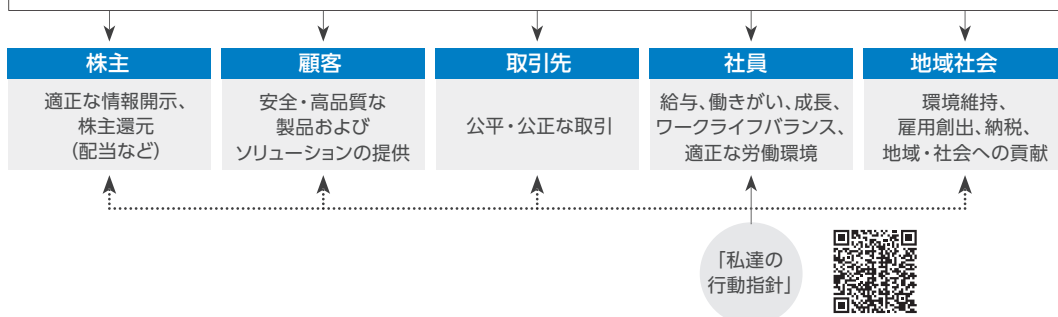 株主
適正な情報開示、
株主還元
(配当など)
顧客
安全・高品質な
製品および
ソリューションの提供
取引先
公平・公正な取引
社員
給与、働きがい、成長、
ワークライフバランス、
適正な労働環境
地域社会
環境維持、
雇用創出、納税、
地域・社会への貢献
「私達の
行動指針」